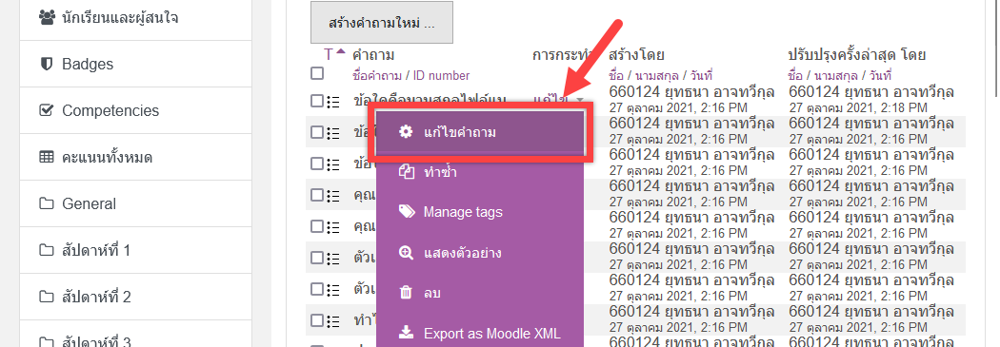 นักเรียนและผู้สนใจ
Badges
Competencies
คะแนนทั้งหมด
General
สัปดาห์ที่ 1
สัปดาห์ที่ 2
สัปดาห์ที่ 3
สร้างคำถามใหม่ ...
T คำถาม การกระทำ สร้างโดย ปรับปรุงครั้งล่าสุด โดย
ชื่อคำถาม / ID number ชื่อ / นามสกุล / วันที่ ชื่อ / นามสกุล / วันที่
ข้อใดคือนามสกุลไฟล์แบ แก้ไข 660124 ยุทธนา อาจทวีกุล 660124 ยุทธนา อาจทวีกุล
27 ตุลาคม 2021, 2:16 PM 27 ตุลาคม 2021, 2:18 PM
แก้ไขคำถาม 660124 ยุทธนา อาจทวีกุล 660124 ยุทธนา อาจทวีกุล
27 ตุลาคม 2021, 2:16 PM 27 ตุลาคม 2021, 2:16 PM
ทำซ้ำ 660124 ยุทธนา อาจทวีกุล 660124 ยุทธนา อาจทวีกุล
27 ตุลาคม 2021, 2:16 PM 27 ตุลาคม 2021, 2:16 PM
คุณ 660124 ยุทธนา อาจทวีกุล 660124 ยุทธนา อาจทวีกุล
Manage tags 27 ตุลาคม 2021, 2:16 PM 27 ตุลาคม 2021, 2:16 PM
คุณ 660124 ยุทธนา อาจทวีกุล 660124 ยุทธนา อาจทวีกุล
27 ตุลาคม 2021, 2:16 PM 27 ตุลาคม 2021, 2:16 PM
แสดงตัวอย่าง 660124 ยุทธนา อาจทวีกุล 660124 ยุทธนา อาจทวีกุล
27 ตุลาคม 2021, 2:16 PM 27 ตุลาคม 2021, 2:16 PM
ลบ 660124 ยุทธนา อาจทวีกุล 660124 ยุทธนา อาจทวีกุล
27 ตุลาคม 2021, 2:16 PM 27 ตุลาคม 2021, 2:16 PM
660124 ยุทธนา อาจทวีกุล 660124 ยุทธนา อาจทวีกุล
Export as Moodle XML 27 ตุลาคม 2021, 2:16 PM 27 ตุลาคม 2021, 2:16 PM
660124 ยุทธนา อาจทวีกุล 660124 ยุทธนา อาจทวีกุล